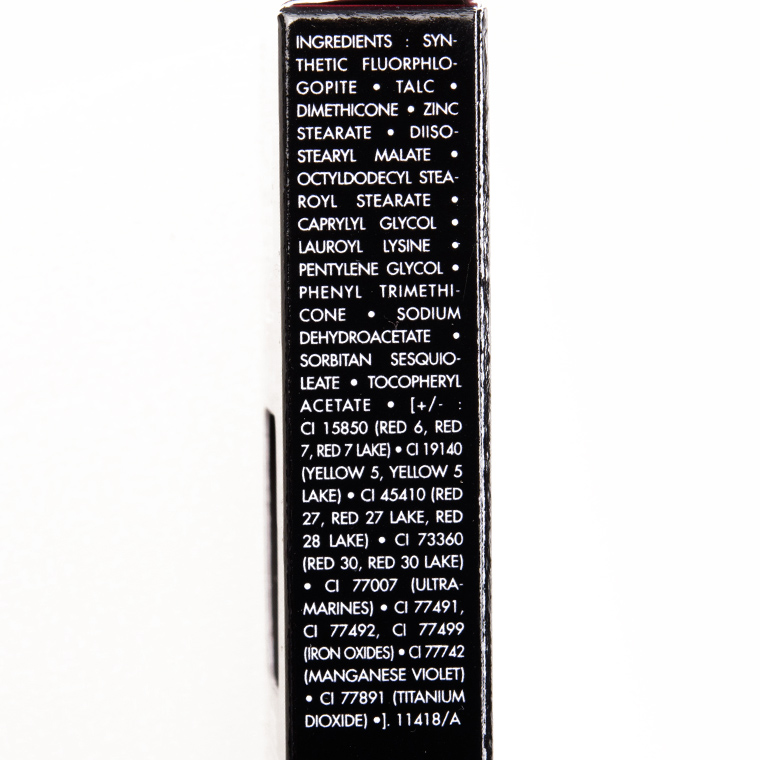 INGREDIENTS : SYN-
THETIC FLUORPHLO-
GOPITE • TALC •
DIMETHICONE • ZINC
STEARATE • DIISO-
STEARYL MALATE •
OCTYLDODECYL STEA-
ROYL STEARATE •
CAPRYLYL GLYCOL •
LAUROYL LYSINE •
PENTYLENE GLYCOL •
PHENYL TRIMETHI-
CONE • SODIUM
DEHYDROACETATE •
SORBITAN SESQUIO-
LEATE • TOCOPHERYL
ACETATE • [+/- :
CI 15850 (RED 6, RED
7, RED 7 LAKE) • CI 19140
(YELLOW 5, YELLOW 5
LAKE) • CI 45410 (RED
27, RED 27 LAKE, RED
28 LAKE) • CI 73360
(RED 30, RED 30 LAKE)
• CI 77007 (ULTRA-
MARINES) • CI 77491,
CI 77492, CI 77499
(IRON OXIDES) • CI 77742
(MANGANESE VIOLET)
• CI 77891 (TITANIUM
DIOXIDE) •]. 11418/A